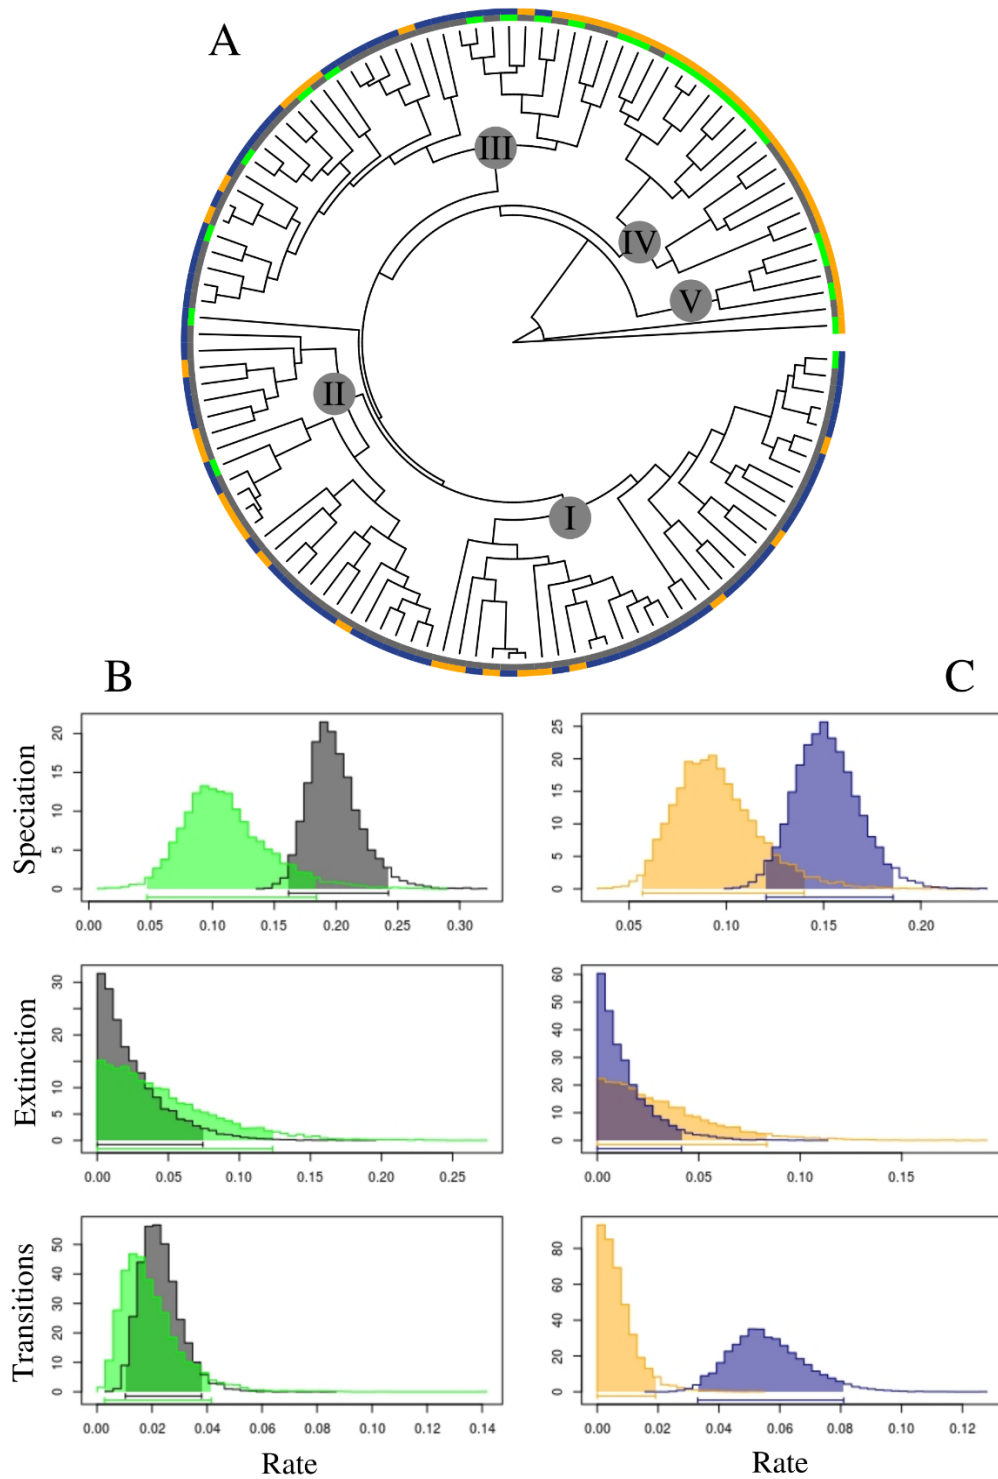 A
III
IV
V
II
I
B
C
Speciation
0 5 10 15 20
0.00 0.05 0.10 0.15 0.20 0.25 0.30
0 5 10 15 20 25
0.05 0.10 0.15 0.20
Extinction
0 5 10 20 30
0.00 0.05 0.10 0.15 0.20 0.25
0 10 20 30 40 50 60
0.00 0.05 0.10 0.15
Transitions
0 10 20 30 40 50
0.00 0.02 0.04 0.06 0.08 0.10 0.12 0.14
0 20 40 60 80
0.00 0.02 0.04 0.06 0.08 0.10 0.12
Rate
Rate